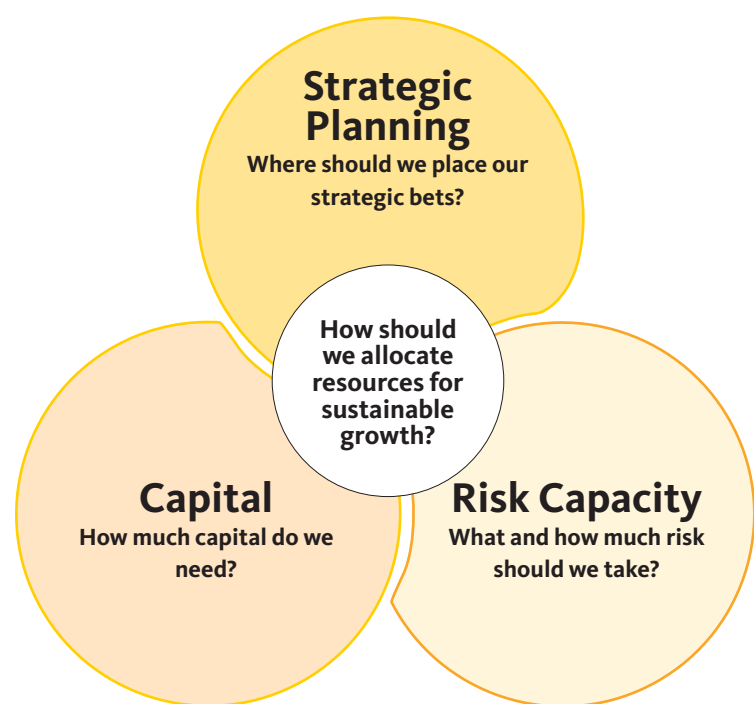 Strategic
Planning
Where should we place our
strategic bets?
How should
we allocate
resources for
sustainable
growth?
Capital
How much capital do we
need?
Risk Capacity
What and how much risk
should we take?